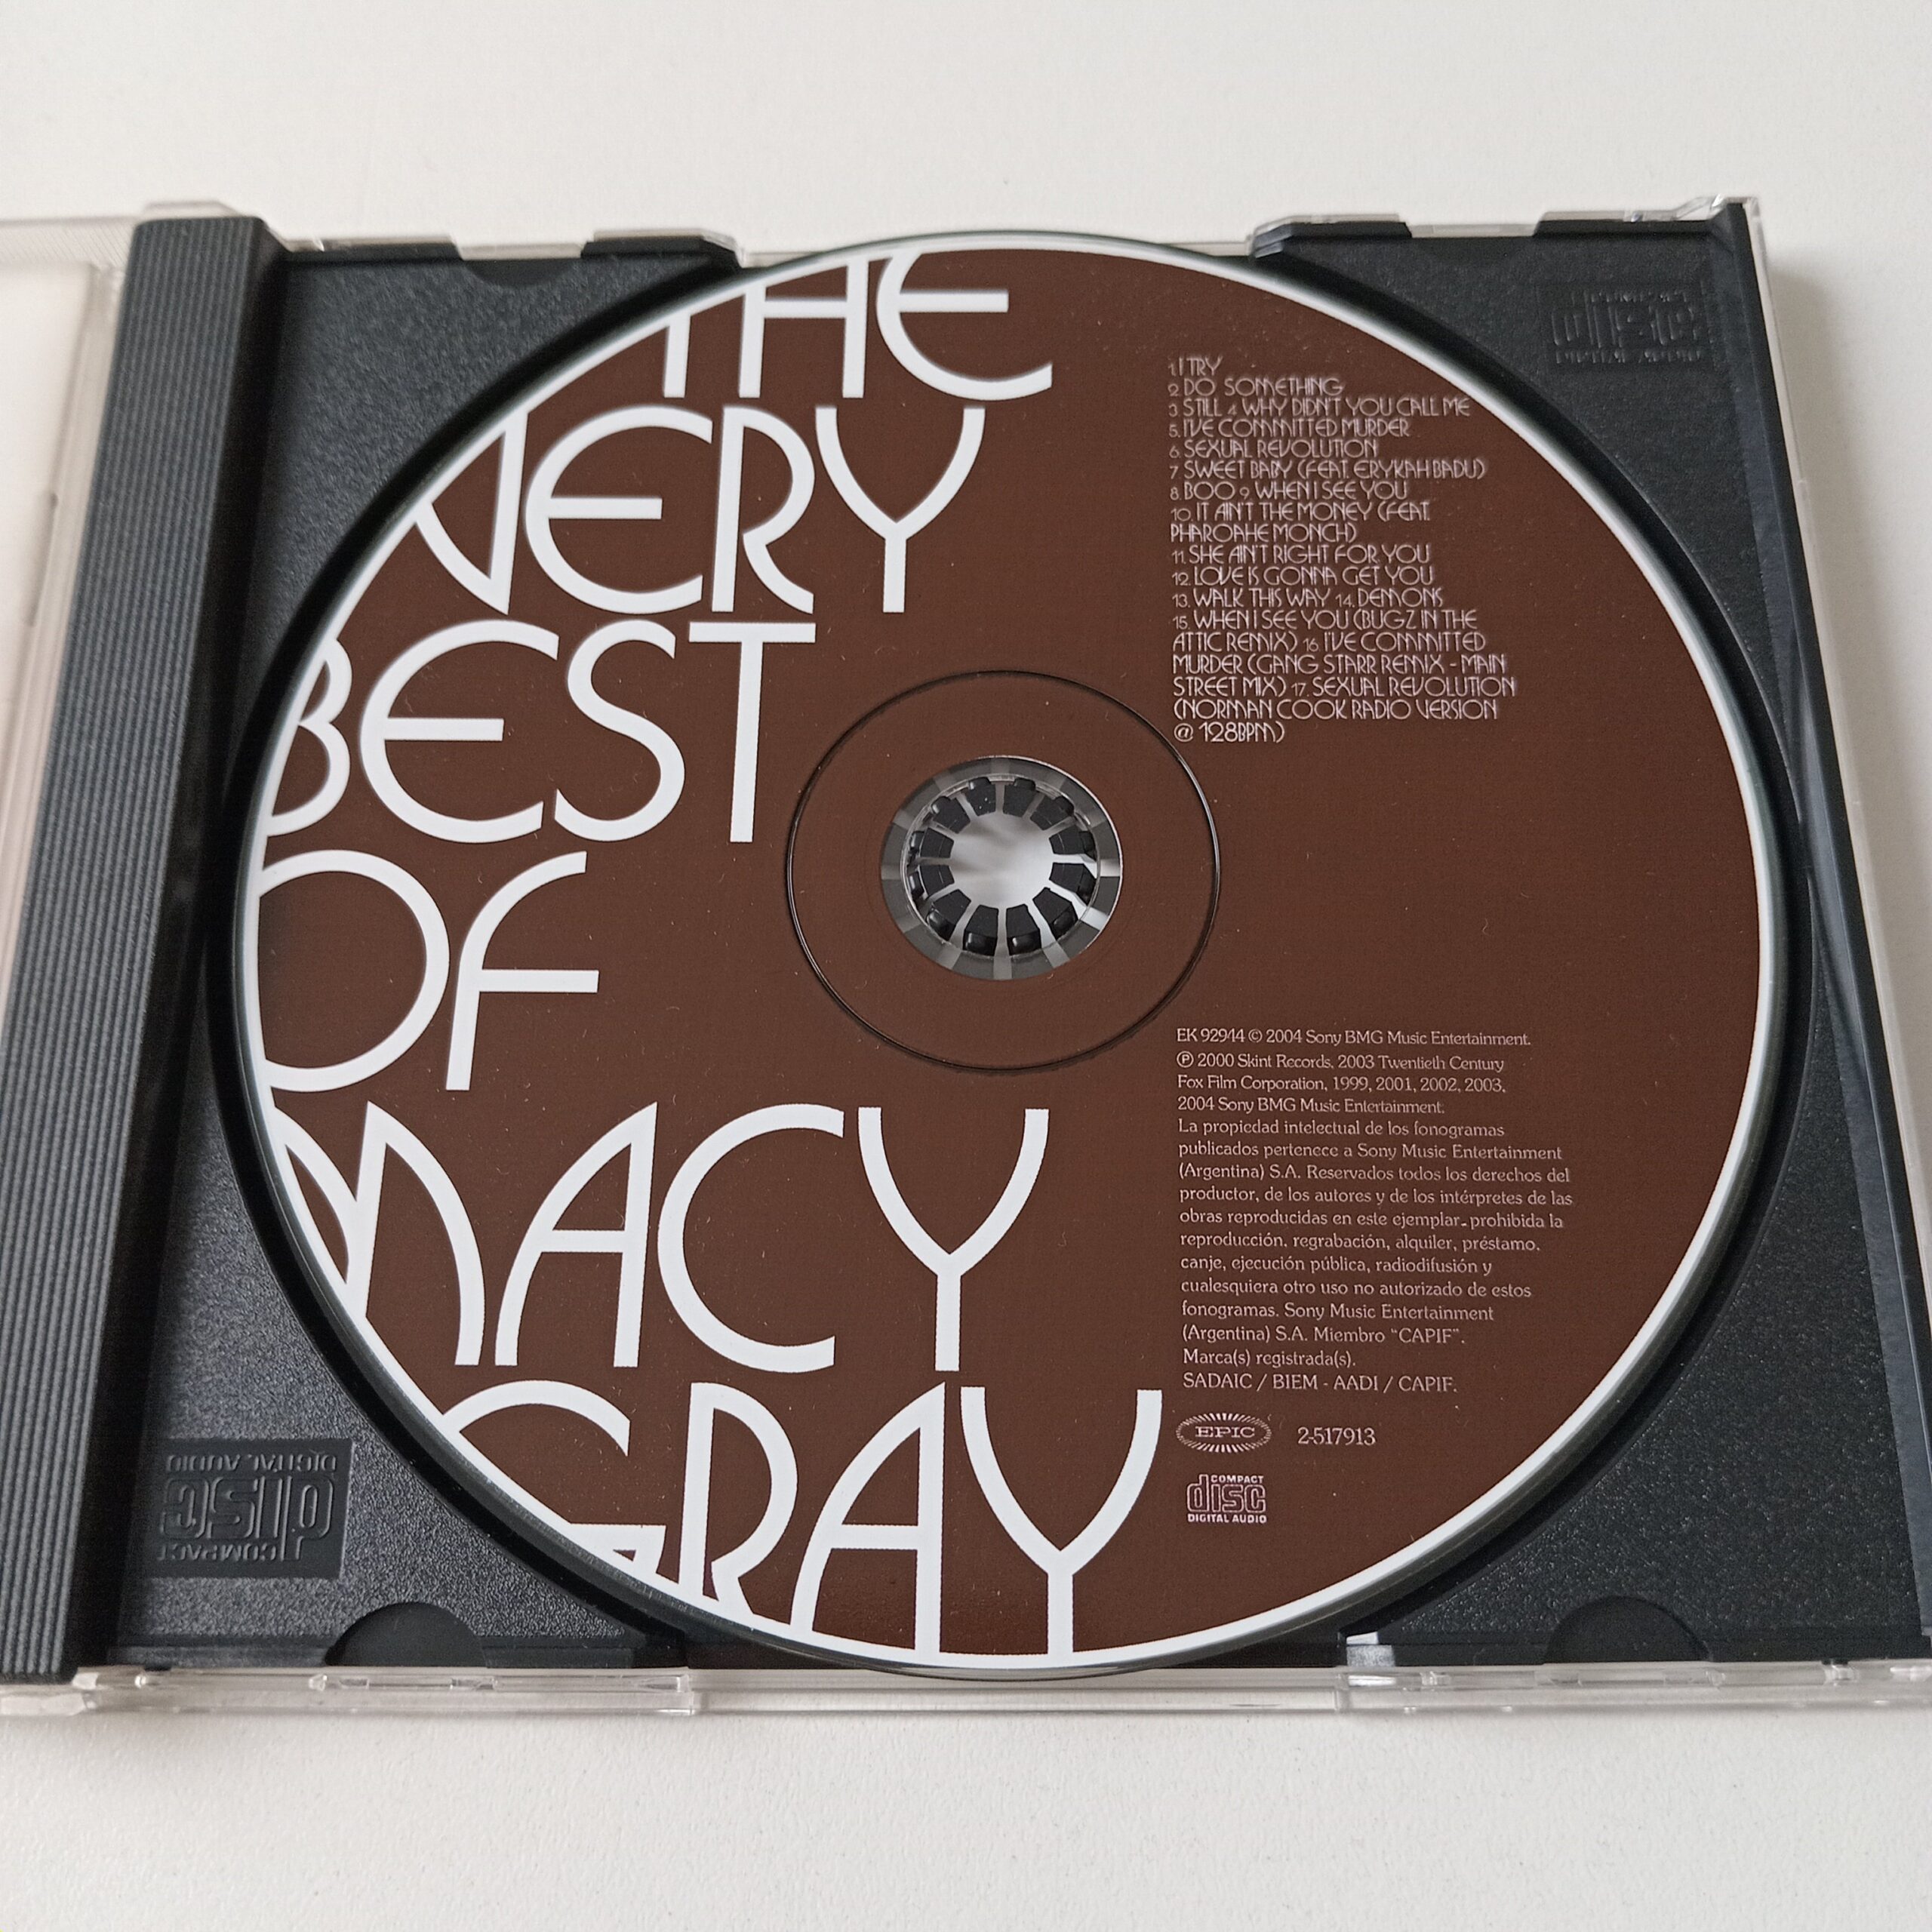 THE
VERY
BEST
OF
MACY
GRAY
1. I TRY
2. DO SOMETHING
3. STILL 4. WHY DIDN'T YOU CALL ME
5. I'VE COMMITTED MURDER
6. SEXUAL REVOLUTION
7. SWEET BABY (FEAT. ERYKAH BADU)
8. BOO 9. WHEN I SEE YOU
10. IT AIN'T THE MONEY (FEAT.
PHAROAHE MONCH)
11. SHE AIN'T RIGHT FOR YOU
12. LOVE IS GONNA GET YOU
13. WALK THIS WAY 14. DEMONS
15. WHEN I SEE YOU (BUGZ IN THE
ATTIC REMIX) 16. I'VE COMMITTED
MURDER (GANG STARR REMIX - MAIN
STREET MIX) 17. SEXUAL REVOLUTION
(NORMAN COOK RADIO VERSION
@ 128BPM)
EK 92944 © 2004 Sony BMG Music Entertainment.
℗ 2000 Skint Records, 2003 Twentieth Century
Fox Film Corporation, 1999, 2001, 2002, 2003,
2004 Sony BMG Music Entertainment.
La propiedad intelectual de los fonogramas
publicados pertenece a Sony Music Entertainment
(Argentina) S.A. Reservados todos los derechos del
productor, de los autores y de los intérpretes de las
obras reproducidas en este ejemplar. prohibida la
reproducción, regrabación, alquiler, préstamo,
canje, ejecución pública, radiodifusión y
cualesquiera otro uso no autorizado de estos
fonogramas. Sony Music Entertainment
(Argentina) S.A. Miembro "CAPIF".
Marca(s) registrada(s).
SADAIC / BIEM - AADI / CAPIF.
EPIC 2-517913
COMPACT
disc
DIGITAL AUDIO
COMPACT
disc
DIGITAL AUDIO
disc
DIGITAL AUDIO